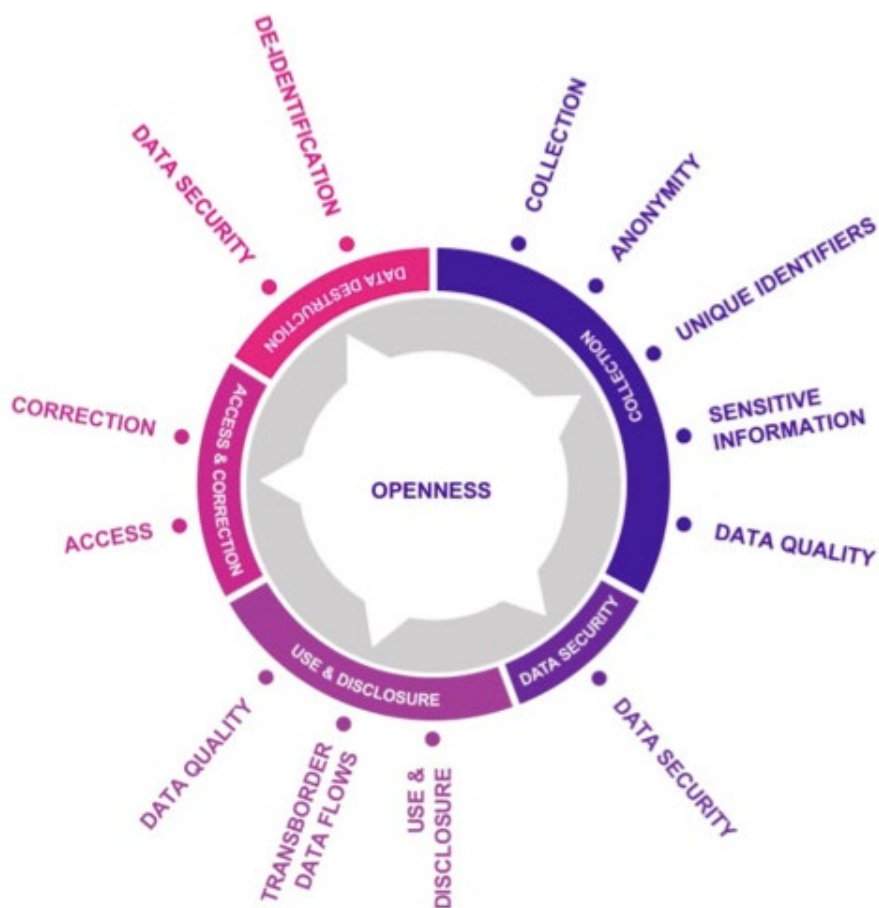 COLLECTION
ANONYMITY
UNIQUE IDENTIFIERS
SENSITIVE
INFORMATION
DATA QUALITY
DATA SECURITY
USE &
DISCLOSURE
TRANSBORDER
DATA FLOWS
DATA QUALITY
ACCESS
CORRECTION
DATA SECURITY
DE-IDENTIFICATION
COLLECTION
DATA SECURITY
USE & DISCLOSURE
ACCESS & CORRECTION
DATA DESTRUCTION
OPENNESS